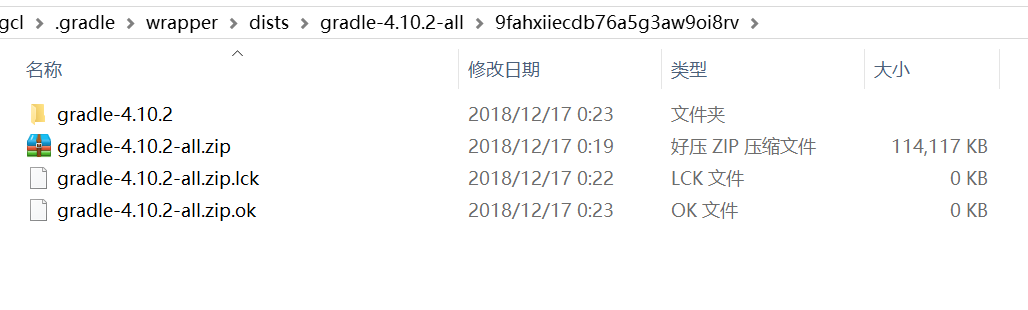 gcl > .gradle > wrapper > dists > gradle-4.10.2-all > 9fahxiiecdb76a5g3aw9oi8rv >
名称 修改日期 类型 大小
gradle-4.10.2 2018/12/17 0:23 文件夹
gradle-4.10.2-all.zip 2018/12/17 0:19 好压 ZIP 压缩文件 114,117 KB
gradle-4.10.2-all.zip.lck 2018/12/17 0:22 LCK 文件 0 KB
gradle-4.10.2-all.zip.ok 2018/12/17 0:23 OK 文件 0 KB